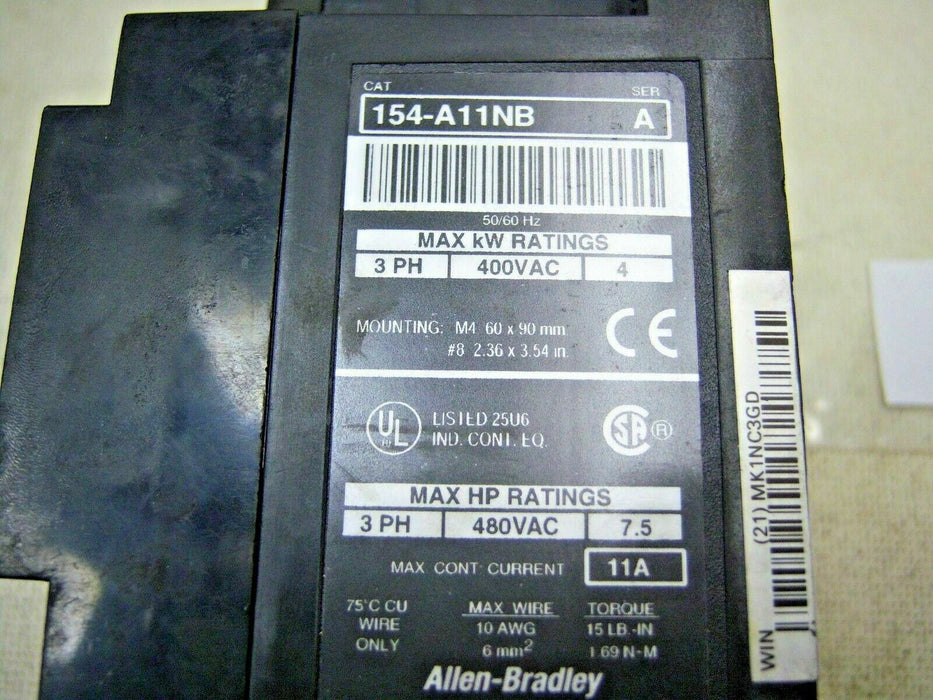 CAT SER
154-A11NB A
50/60 Hz
MAX kW RATINGS
3 PH 400VAC 4
MOUNTING: M4 60 x 90 mm
#8 2.36 x 3.54 in.
CE
UL LISTED 25U6
IND. CONT. EQ.
SA ®
MAX HP RATINGS
3 PH 480VAC 7.5
MAX CONT CURRENT 11A
75°C CU
WIRE
ONLY
MAX WIRE
10 AWG
6 mm²
TORQUE
15 LB.-IN
1.69 N-M
Allen-Bradley
WIN (21)MK1NC3GD